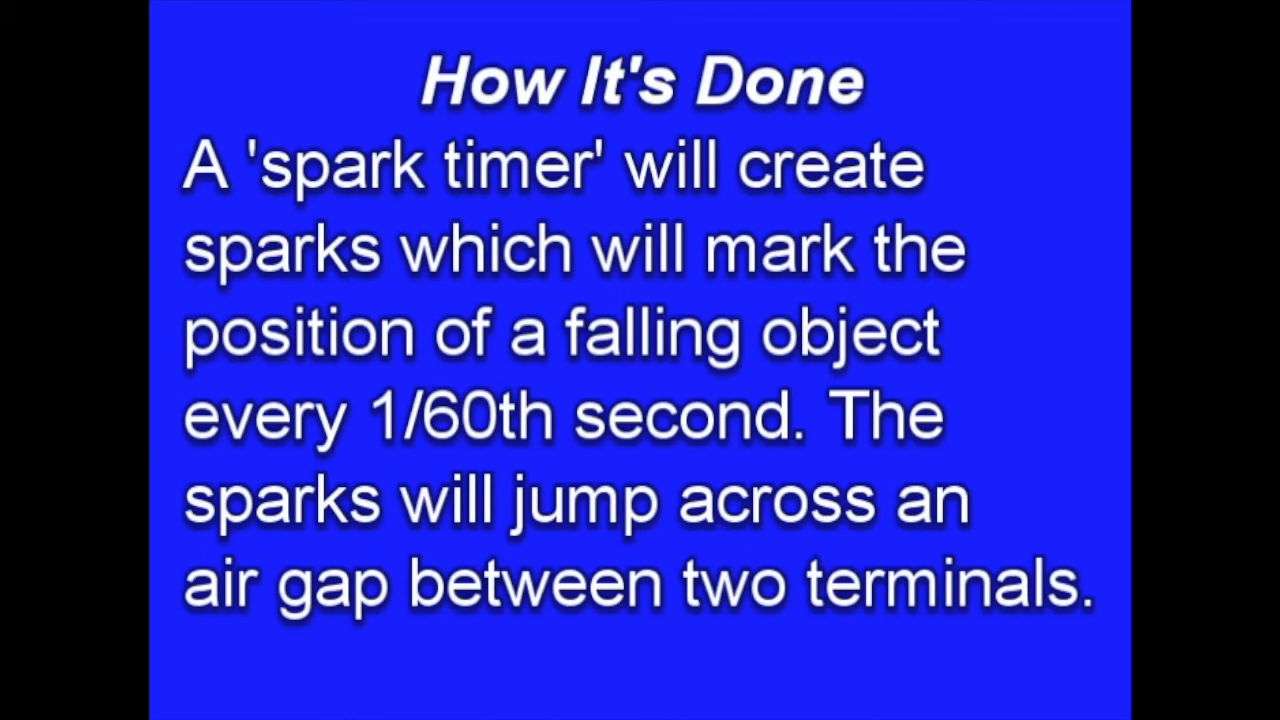 How It's Done
A 'spark timer' will create
sparks which will mark the
position of a falling object
every 1/60th second. The
sparks will jump across an
air gap between two terminals.